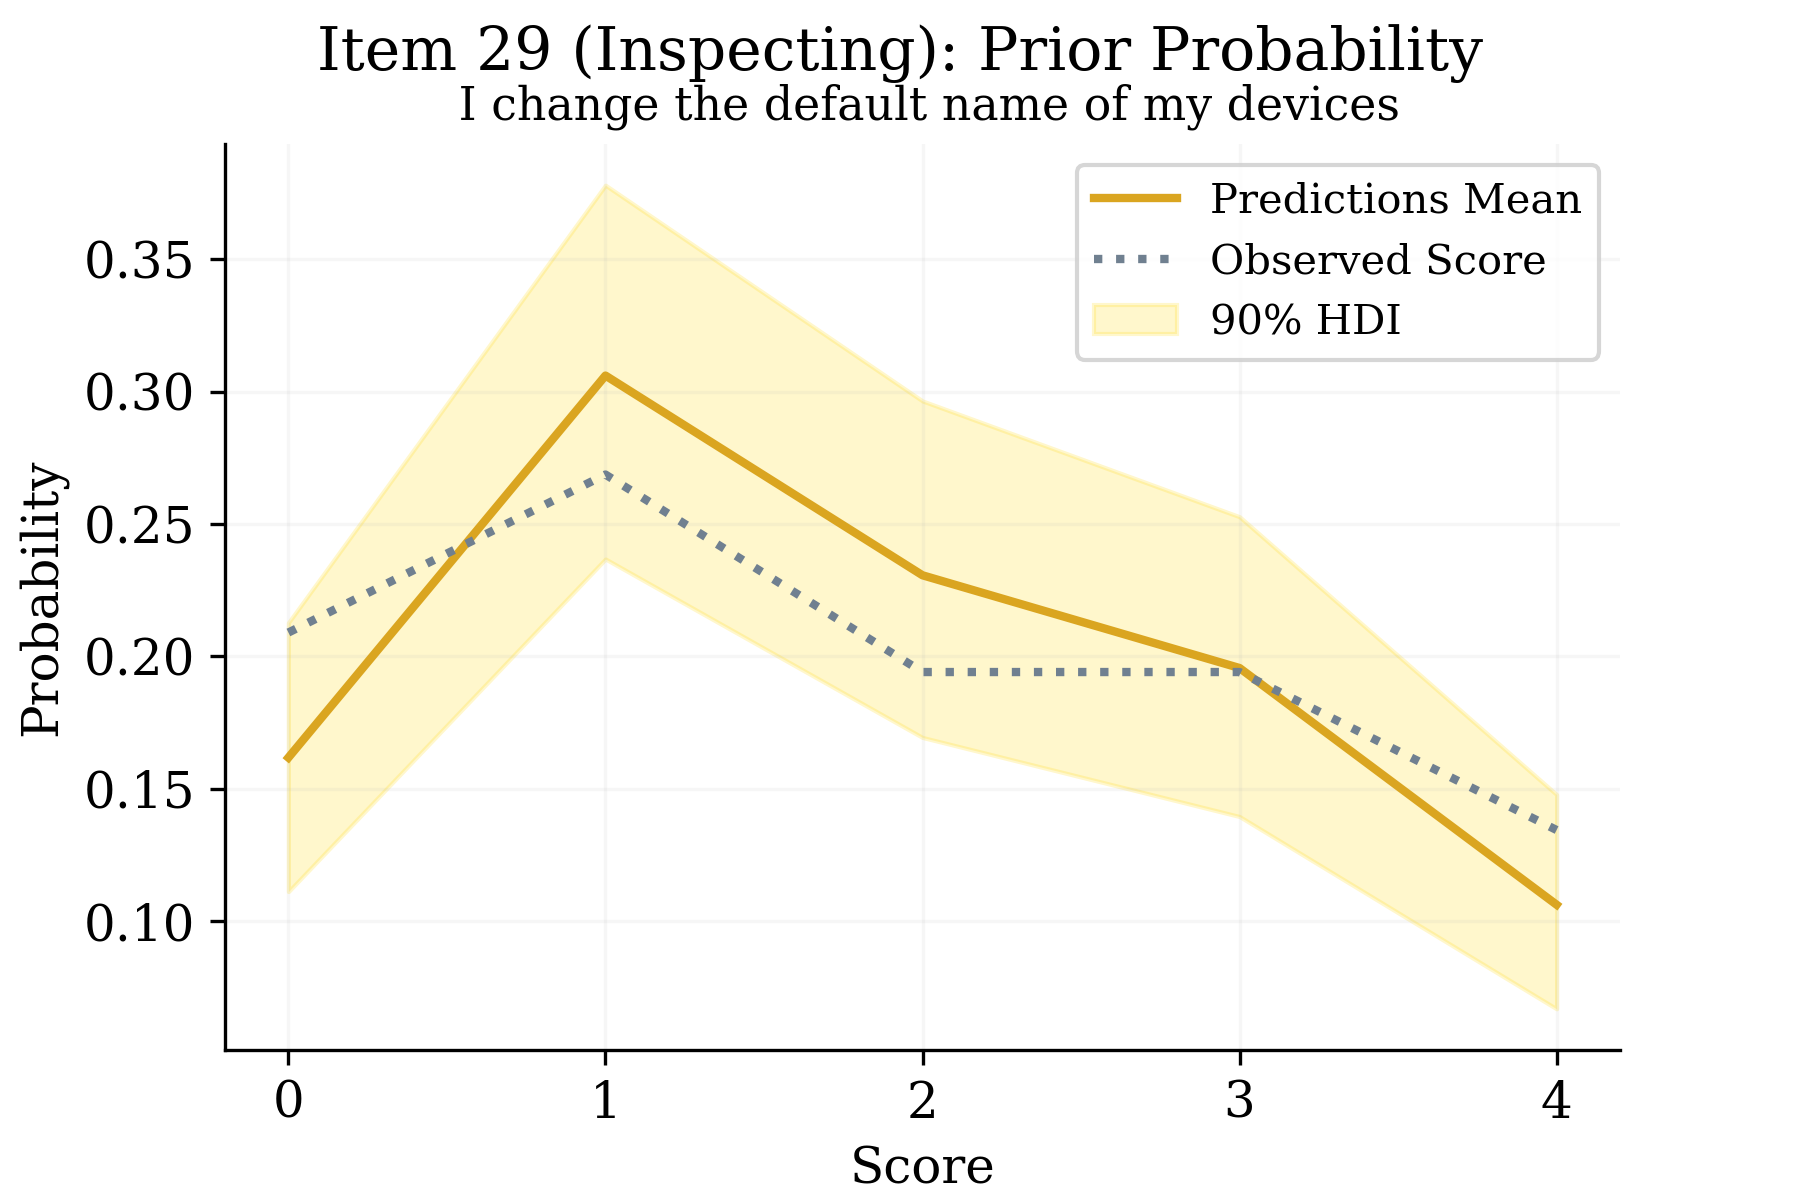 Item 29 (Inspecting): Prior Probability
I change the default name of my devices
Predictions Mean
Observed Score
90% HDI
Probability
0.35
0.30
0.25
0.20
0.15
0.10
0 1 2 3 4
Score